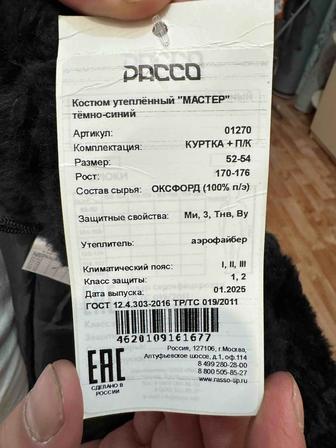 РАССО
Костюм утеплённый "МАСТЕР"
тёмно-синий
Артикул: 01270
Комплектация: КУРТКА + П/К
Размер: 52-54
Рост: 170-176
Состав сырья: ОКСФОРД (100% п/э)
Защитные свойства: Ми, З, Тнв, Ву
Утеплитель: аэрофайбер
Климатический пояс: I, II, III
Класс защиты: 1, 2
Дата выпуска: 01.2025
ГОСТ 12.4.303-2016 ТР/ТС 019/2011
4620109161677
ЕАС
СДЕЛАНО В
РОССИИ
Россия, 127106, г.Москва,
Алтуфьевское шоссе, д.1, оф.114
8 499 280-28-00
8 800 505-85-27
www.rasso-sp.ru